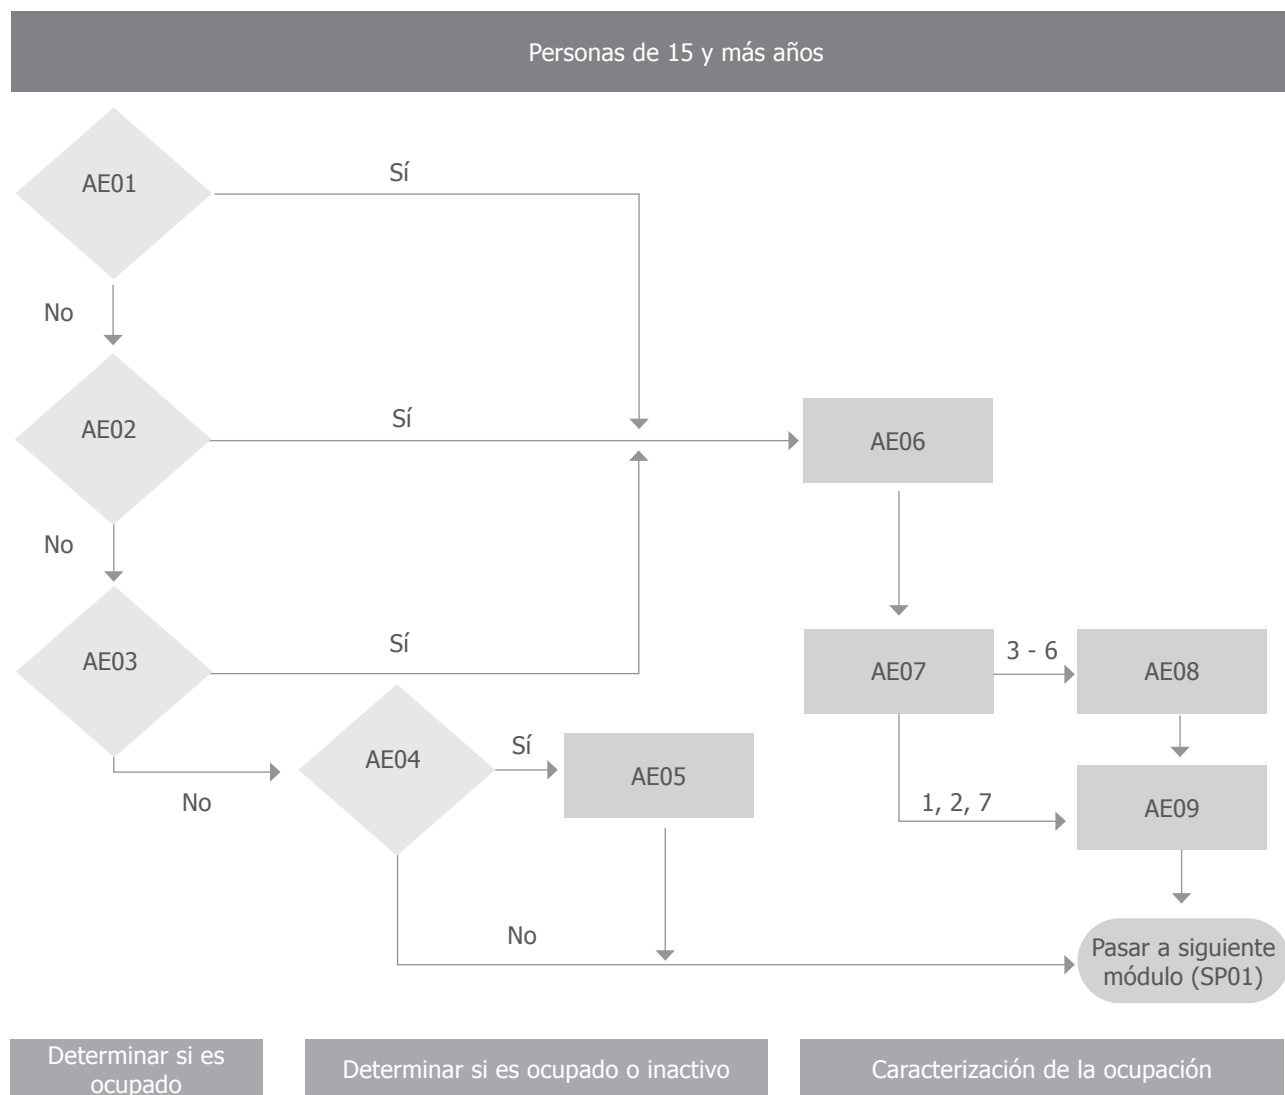 Personas de 15 y más años
AE01
Sí
No
AE02
Sí
AE06
No
AE03
Sí
AE07
3 - 6
AE08
No
AE04
Sí
AE05
1, 2, 7
AE09
No
Pasar a siguiente
módulo (SP01)
Determinar si es
ocupado
Determinar si es ocupado o inactivo
Caracterización de la ocupación